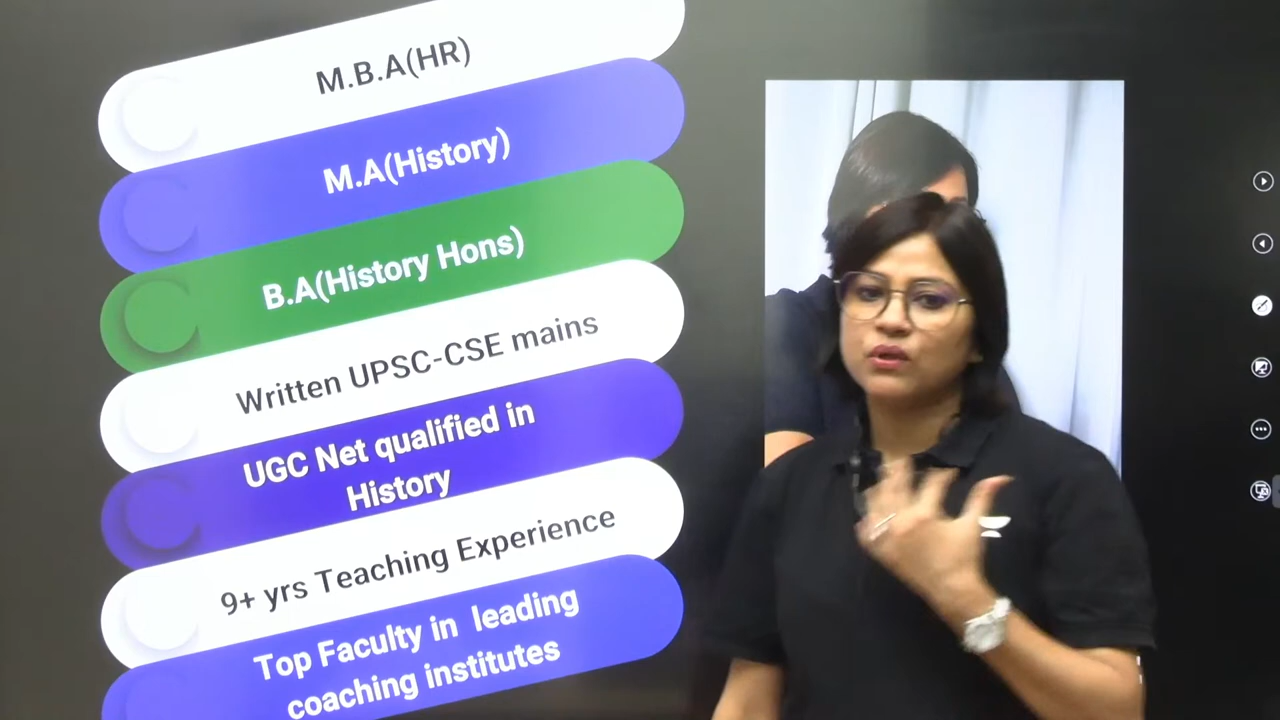 M.B.A(HR)
M.A(History)
B.A(History Hons)
Written UPSC-CSE mains
UGC Net qualified in
History
9+ yrs Teaching Experience
Top Faculty in leading
coaching institutes